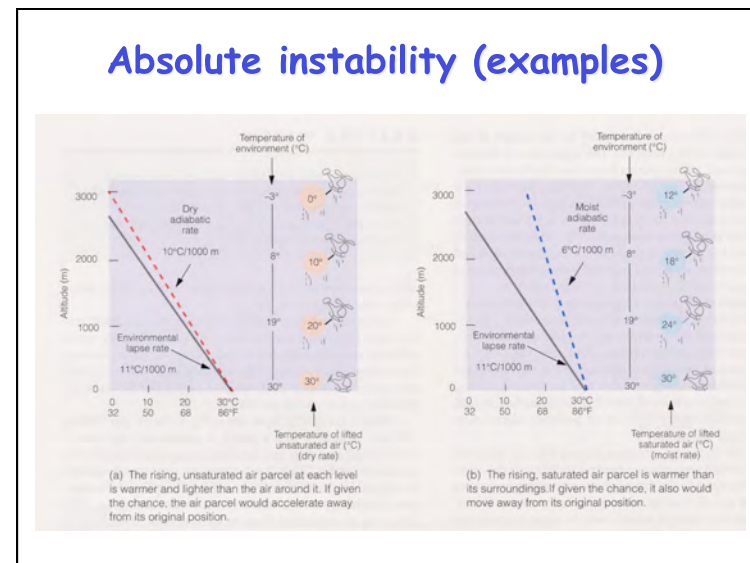 Absolute instability (examples)
Temperature of
environment (°C)
3000
2000
1000
0
Altitude (m)
Dry
adiabatic
rate
10°C/1000 m
Environmental
lapse rate
11°C/1000 m
-3°
8°
19°
30°
0°
10°
20°
30°
0 10 20 30°C
32 50 68 86°F
Temperature of lifted
unsaturated air (°C)
(dry rate)
(a) The rising, unsaturated air parcel at each level
is warmer and lighter than the air around it. If given
the chance, the air parcel would accelerate away
from its original position.
Temperature of
environment (°C)
3000
2000
1000
0
Altitude (m)
Moist
adiabatic
rate
6°C/1000 m
Environmental
lapse rate
11°C/1000 m
-3°
8°
19°
30°
12°
18°
24°
30°
0 10 20 30°C
32 50 68 86°F
Temperature of lifted
saturated air (°C)
(moist rate)
(b) The rising, saturated air parcel is warmer than
its surroundings.If given the chance, it also would
move away from its original position.